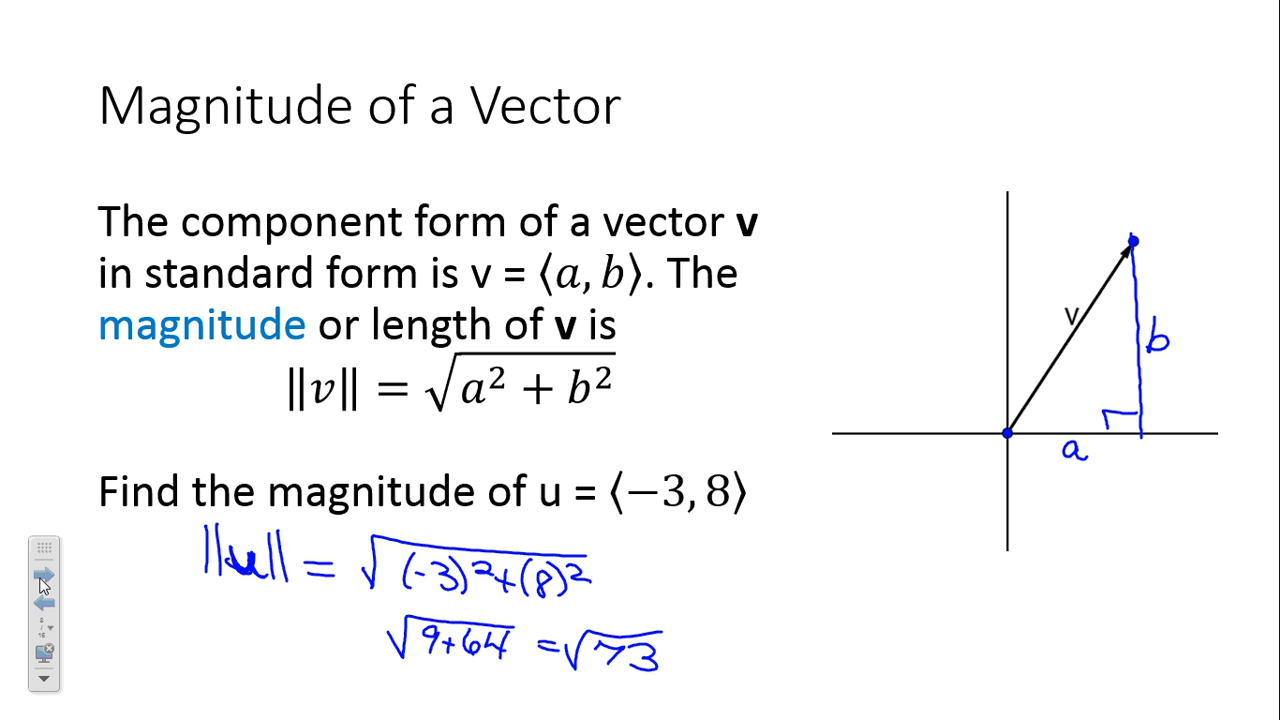 Magnitude of a Vector
The component form of a vector v
in standard form is v = ⟨a, b⟩. The
magnitude or length of v is
‖v‖ = √(a² + b²)
v
b
a
Find the magnitude of u = ⟨−3, 8⟩
||u|| = √((-3)²+(8)²)
√(9+64) = √73